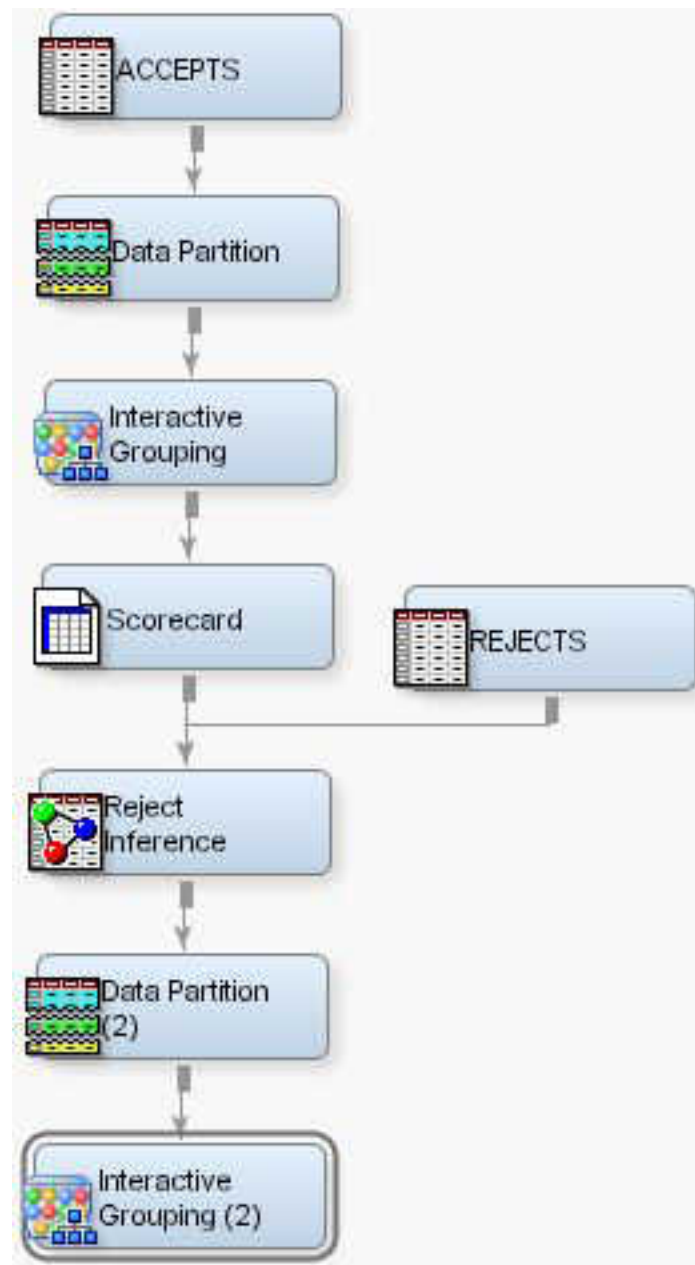 ACCEPTS
Data Partition
Interactive
Grouping
Scorecard
REJECTS
Reject
Inference
Data Partition
(2)
Interactive
Grouping (2)